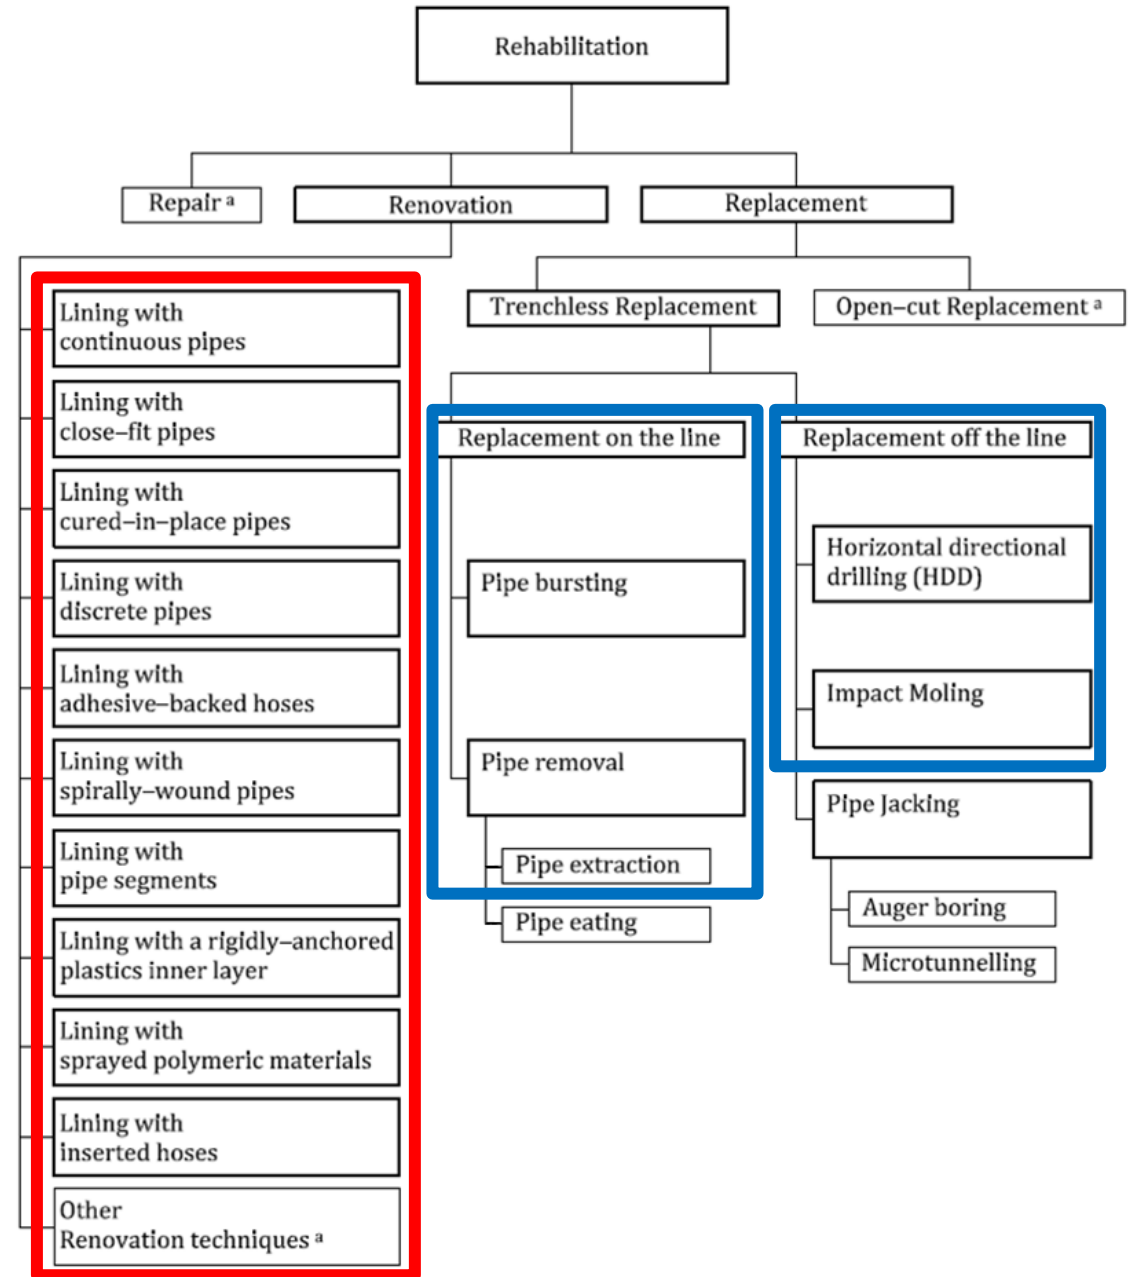 Rehabilitation
Repair a
Renovation
Replacement
Trenchless Replacement
Open–cut Replacement a
Lining with
continuous pipes
Lining with
close–fit pipes
Lining with
cured–in–place pipes
Lining with
discrete pipes
Lining with
adhesive–backed hoses
Lining with
spirally–wound pipes
Lining with
pipe segments
Lining with a rigidly–anchored
plastics inner layer
Lining with
sprayed polymeric materials
Lining with
inserted hoses
Other
Renovation techniques a
Replacement on the line
Pipe bursting
Pipe removal
Pipe extraction
Pipe eating
Replacement off the line
Horizontal directional
drilling (HDD)
Impact Moling
Pipe Jacking
Auger boring
Microtunnelling